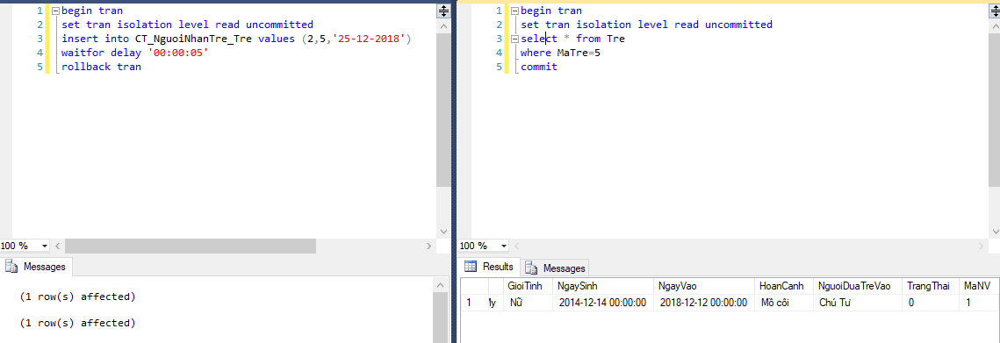 1 begin tran
2 set tran isolation level read uncommitted
3 insert into CT_NguoiNhanTre_Tre values (2,5,'25-12-2018')
4 waitfor delay '00:00:05'
5 rollback tran
100 %
Messages
(1 row(s) affected)
(1 row(s) affected)
1 begin tran
2 set tran isolation level read uncommitted
3 select * from Tre
4 where MaTre=5
5 commit
100 %
Results Messages
GioiTinh NgaySinh NgayVao HoanCanh NguoiDuaTreVao TrangThai MaNV
1 Nữ 2014-12-14 00:00:00 2018-12-12 00:00:00 Mồ côi Chú Tư 0 1